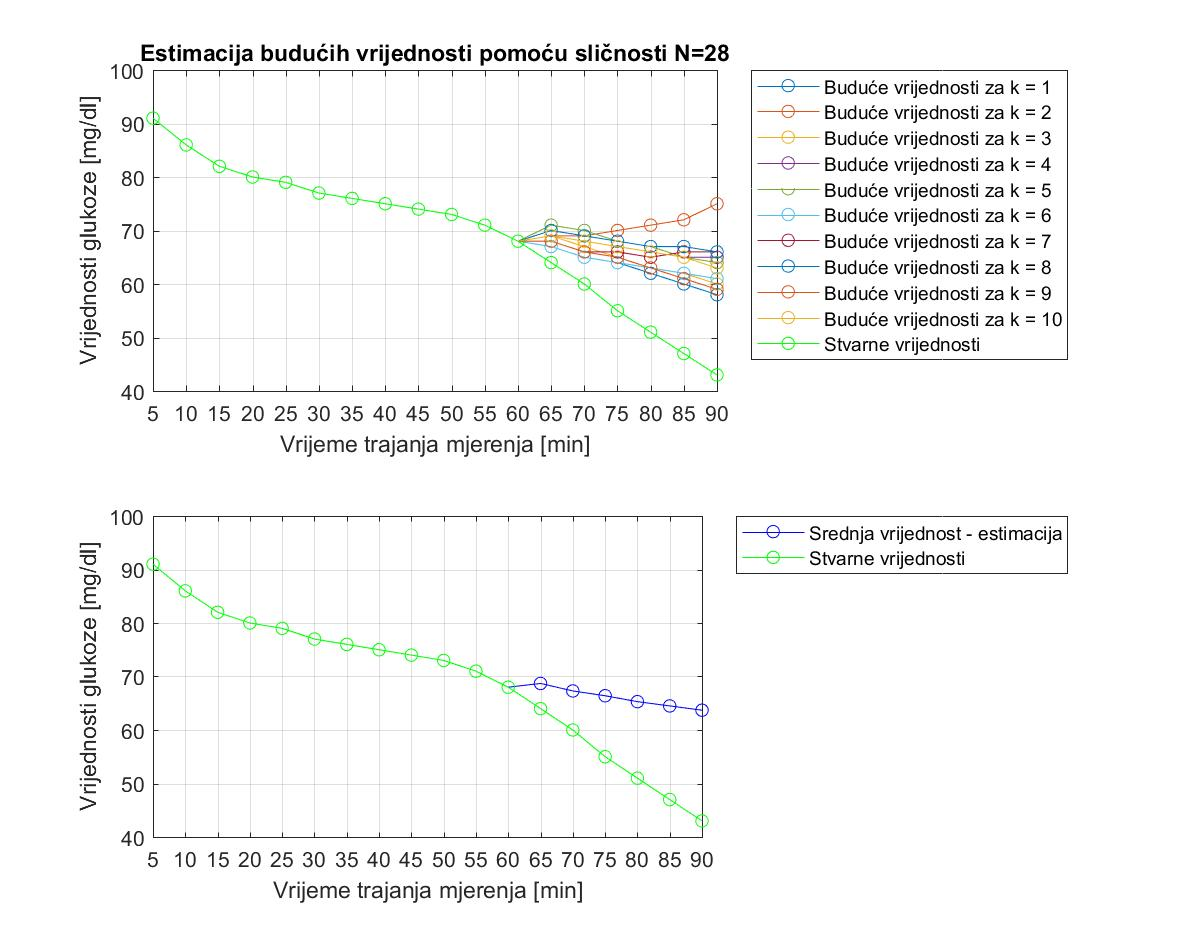 Estimacija budućih vrijednosti pomoću sličnosti N=28
100
90
80
70
60
50
40
Vrijednosti glukoze [mg/dl]
5 10 15 20 25 30 35 40 45 50 55 60 65 70 75 80 85 90
Vrijeme trajanja mjerenja [min]
Buduće vrijednosti za k = 1
Buduće vrijednosti za k = 2
Buduće vrijednosti za k = 3
Buduće vrijednosti za k = 4
Buduće vrijednosti za k = 5
Buduće vrijednosti za k = 6
Buduće vrijednosti za k = 7
Buduće vrijednosti za k = 8
Buduće vrijednosti za k = 9
Buduće vrijednosti za k = 10
Stvarne vrijednosti
100
90
80
70
60
50
40
Vrijednosti glukoze [mg/dl]
5 10 15 20 25 30 35 40 45 50 55 60 65 70 75 80 85 90
Vrijeme trajanja mjerenja [min]
Srednja vrijednost - estimacija
Stvarne vrijednosti